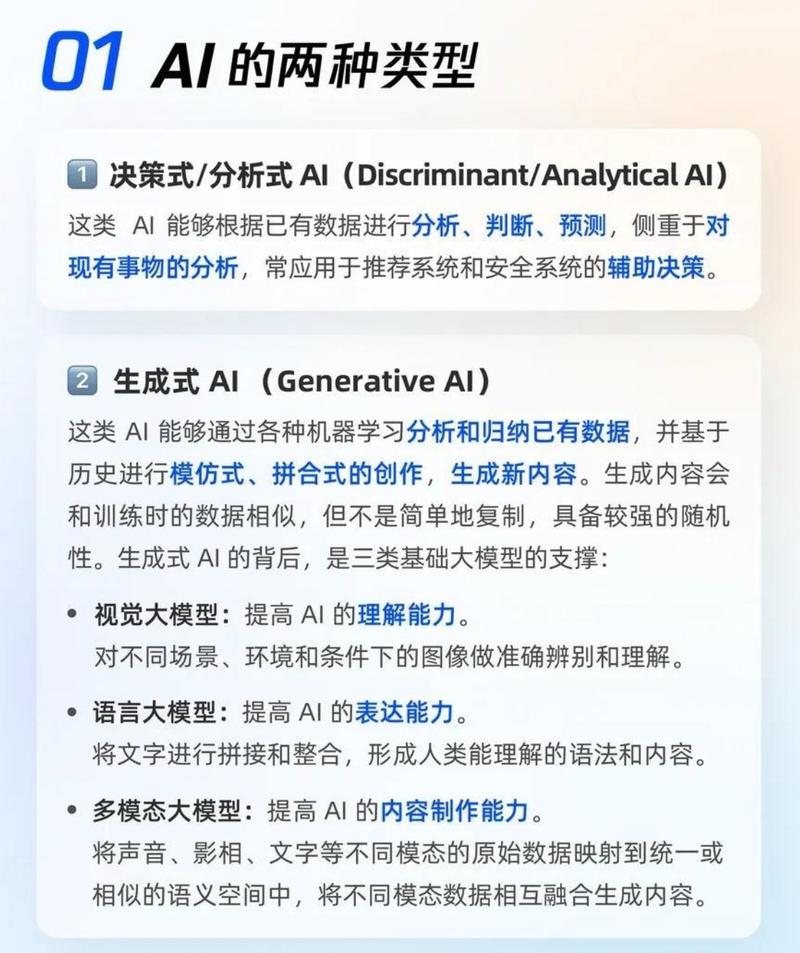 01 AI 的两种类型
1 决策式/分析式 AI（Discriminant/Analytical AI）
这类 AI 能够根据已有数据进行分析、判断、预测，侧重于对
现有事物的分析，常应用于推荐系统和安全系统的辅助决策。
2 生成式 AI （Generative AI）
这类 AI 能够通过各种机器学习分析和归纳已有数据，并基于
历史进行模仿式、拼合式的创作，生成新内容。生成内容会
和训练时的数据相似，但不是简单地复制，具备较强的随机
性。生成式 AI 的背后，是三类基础大模型的支撑：
• 视觉大模型：提高 AI 的理解能力。
对不同场景、环境和条件下的图像做准确辨别和理解。
• 语言大模型：提高 AI 的表达能力。
将文字进行拼接和整合，形成人类能理解的语法和内容。
• 多模态大模型：提高 AI 的内容制作能力。
将声音、影相、文字等不同模态的原始数据映射到统一或
相似的语义空间中，将不同模态数据相互融合生成内容。